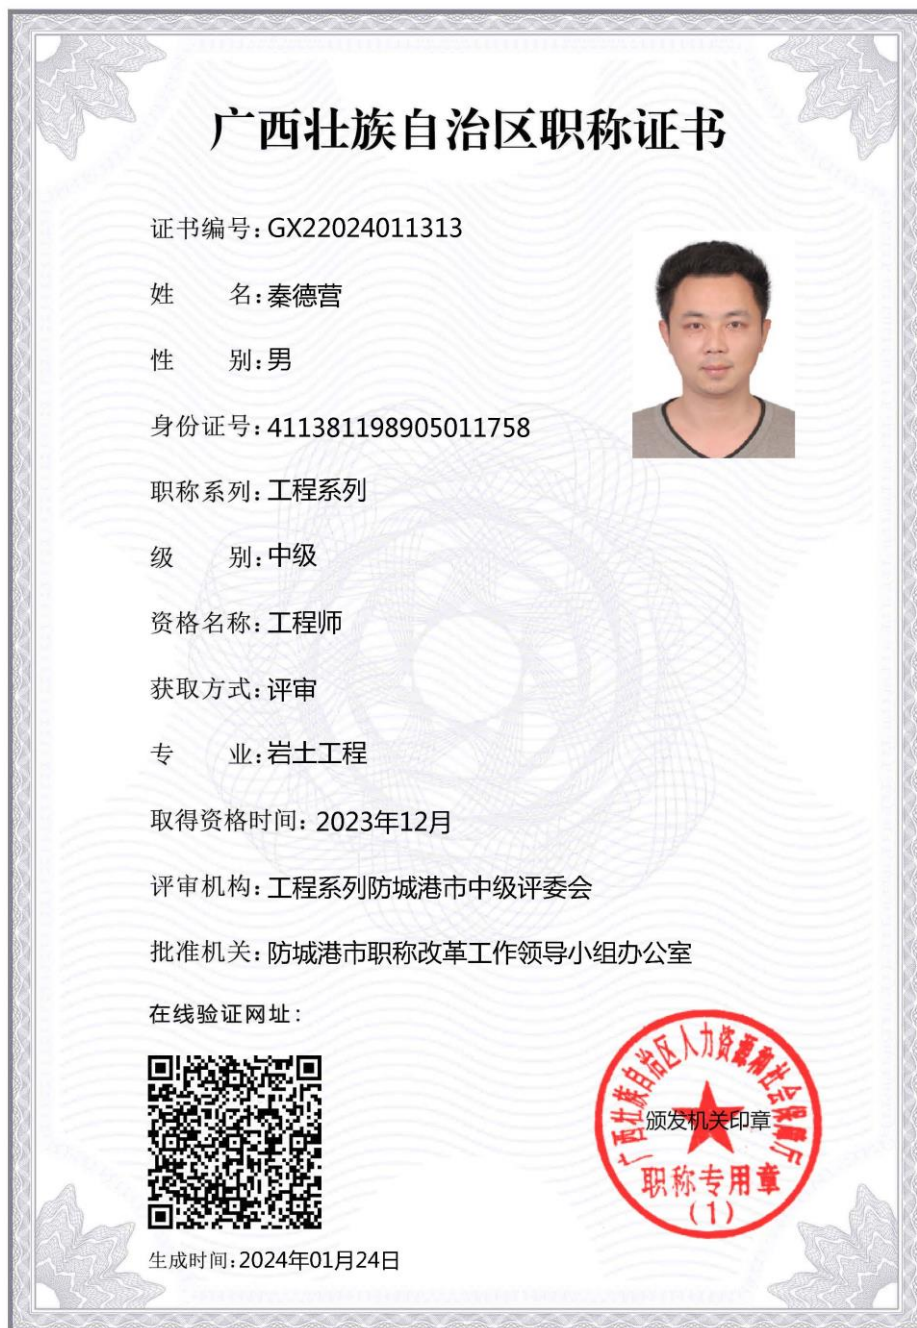 广西壮族自治区职称证书
证书编号: GX22024011313
姓 名: 秦德营
性 别: 男
身份证号: 411381198905011758
职称系列: 工程系列
级 别: 中级
资格名称: 工程师
获取方式: 评审
专 业: 岩土工程
取得资格时间: 2023年12月
评审机构: 工程系列防城港市中级评委会
批准机关: 防城港市职称改革工作领导小组办公室
在线验证网址:
广西壮族自治区人力资源和社会保障厅
颁发机关印章
职称专用章
(1)
生成时间: 2024年01月24日